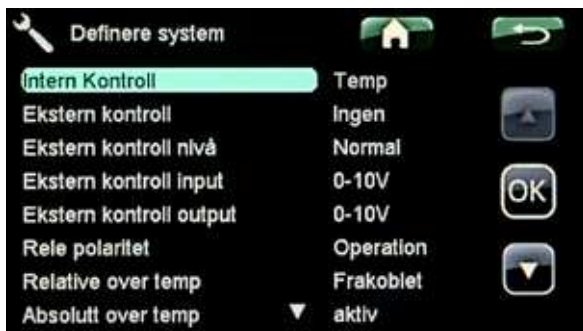 Definere system
Intern Kontroll Temp
Ekstern kontroll Ingen
Ekstern kontroll nivå Normal
Ekstern kontroll input 0-10V
Ekstern kontroll output 0-10V
Rele polaritet Operation
Relative over temp Frakoblet
Absolutt over temp aktiv
OK